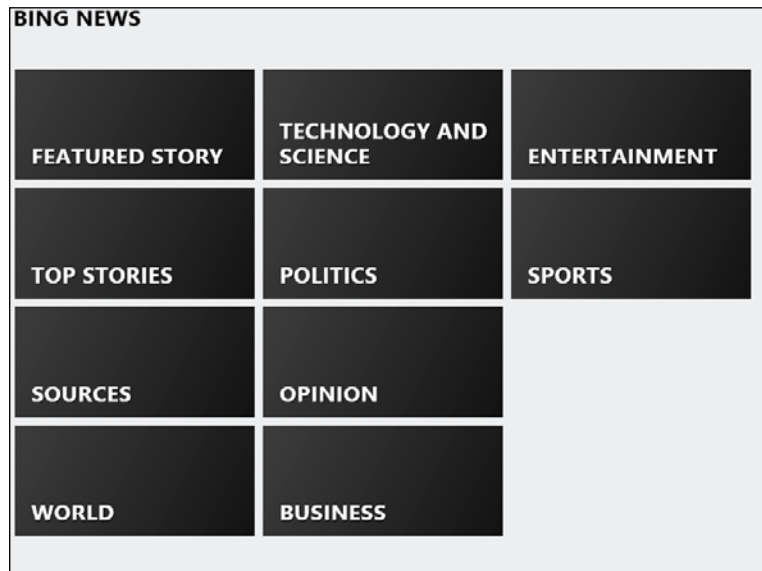 BING NEWS
FEATURED STORY
TECHNOLOGY AND
SCIENCE
ENTERTAINMENT
TOP STORIES
POLITICS
SPORTS
SOURCES
OPINION
WORLD
BUSINESS